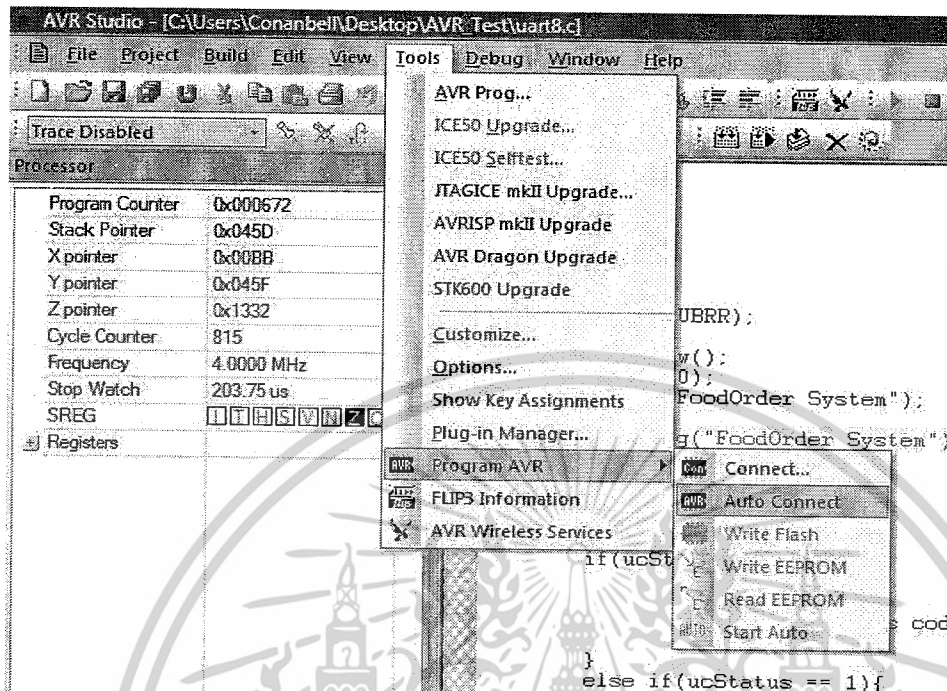 AVR Studio - [C:\Users\Conanbell\Desktop\AVR_Test\uart8.c]
File Project Build Edit View Tools Debug Window Help
Trace Disabled
Processor
Program Counter 0x000672
Stack Pointer 0x045D
X pointer 0x00BB
Y pointer 0x045F
Z pointer 0x1332
Cycle Counter 815
Frequency 4.0000 MHz
Stop Watch 203.75 us
SREG I T H S V N Z C
Registers
AVR Prog...
ICE50 Upgrade...
ICE50 Selftest...
JTAGICE mkII Upgrade...
AVRISP mkII Upgrade
AVR Dragon Upgrade
STK600 Upgrade
Customize...
Options...
Show Key Assignments
Plug-in Manager...
AVR Program AVR
FLIP3 Information
AVR Wireless Services
Con Connect...
AVR Auto Connect
Write Flash
Write EEPROM
Read EEPROM
AUTO Start Auto
UBRR);
w();
0);
FoodOrder System");
g("FoodOrder System")
if(ucSt
s cod
}
else if(ucStatus == 1){